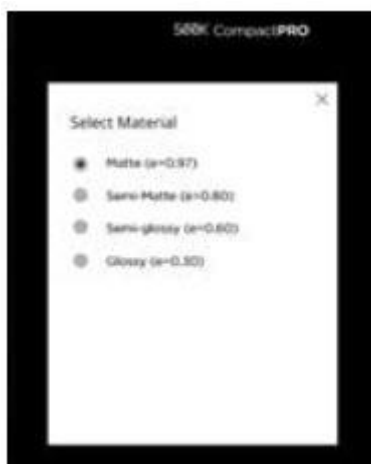 SEEK CompactPRO
Select Material
Matte (e=0.97)
Semi-Matte (e=0.80)
Semi-glossy (e=0.60)
Glossy (e=0.30)